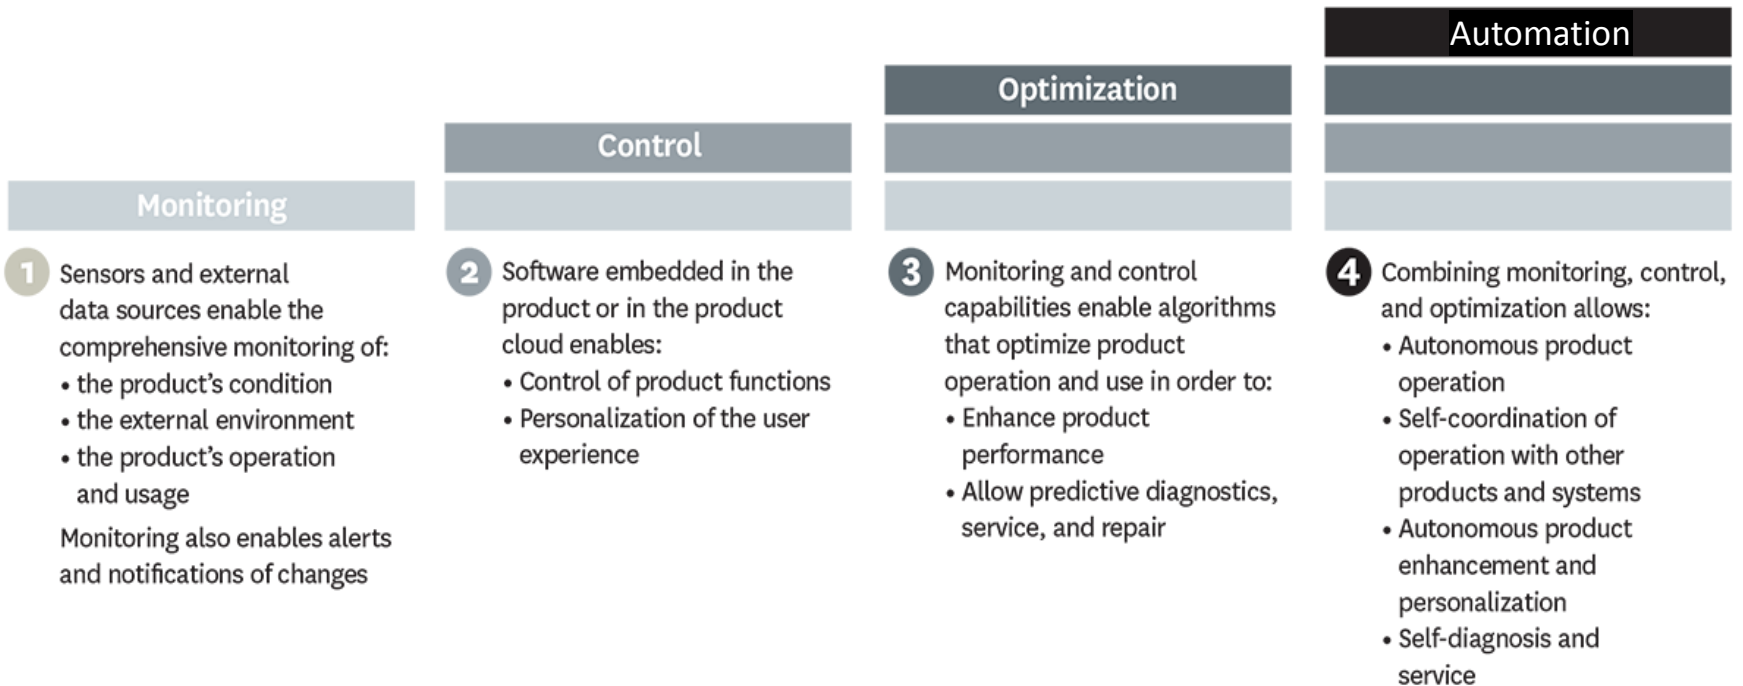 Automation
Optimization
Control
Monitoring
1 Sensors and external
data sources enable the
comprehensive monitoring of:
• the product's condition
• the external environment
• the product's operation
and usage
Monitoring also enables alerts
and notifications of changes
2 Software embedded in the
product or in the product
cloud enables:
• Control of product functions
• Personalization of the user
experience
3 Monitoring and control
capabilities enable algorithms
that optimize product
operation and use in order to:
• Enhance product
performance
• Allow predictive diagnostics,
service, and repair
4 Combining monitoring, control,
and optimization allows:
• Autonomous product
operation
• Self-coordination of
operation with other
products and systems
• Autonomous product
enhancement and
personalization
• Self-diagnosis and
service